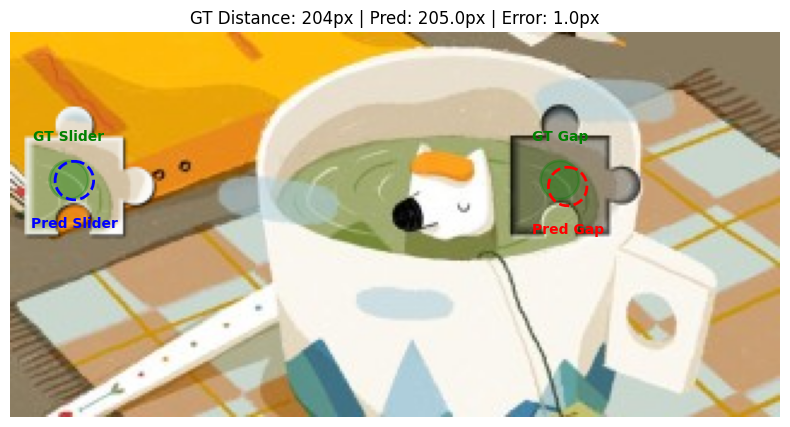 GT Distance: 204px | Pred: 205.0px | Error: 1.0px
GT Slider
GT Gap
Pred Slider
Pred Gap